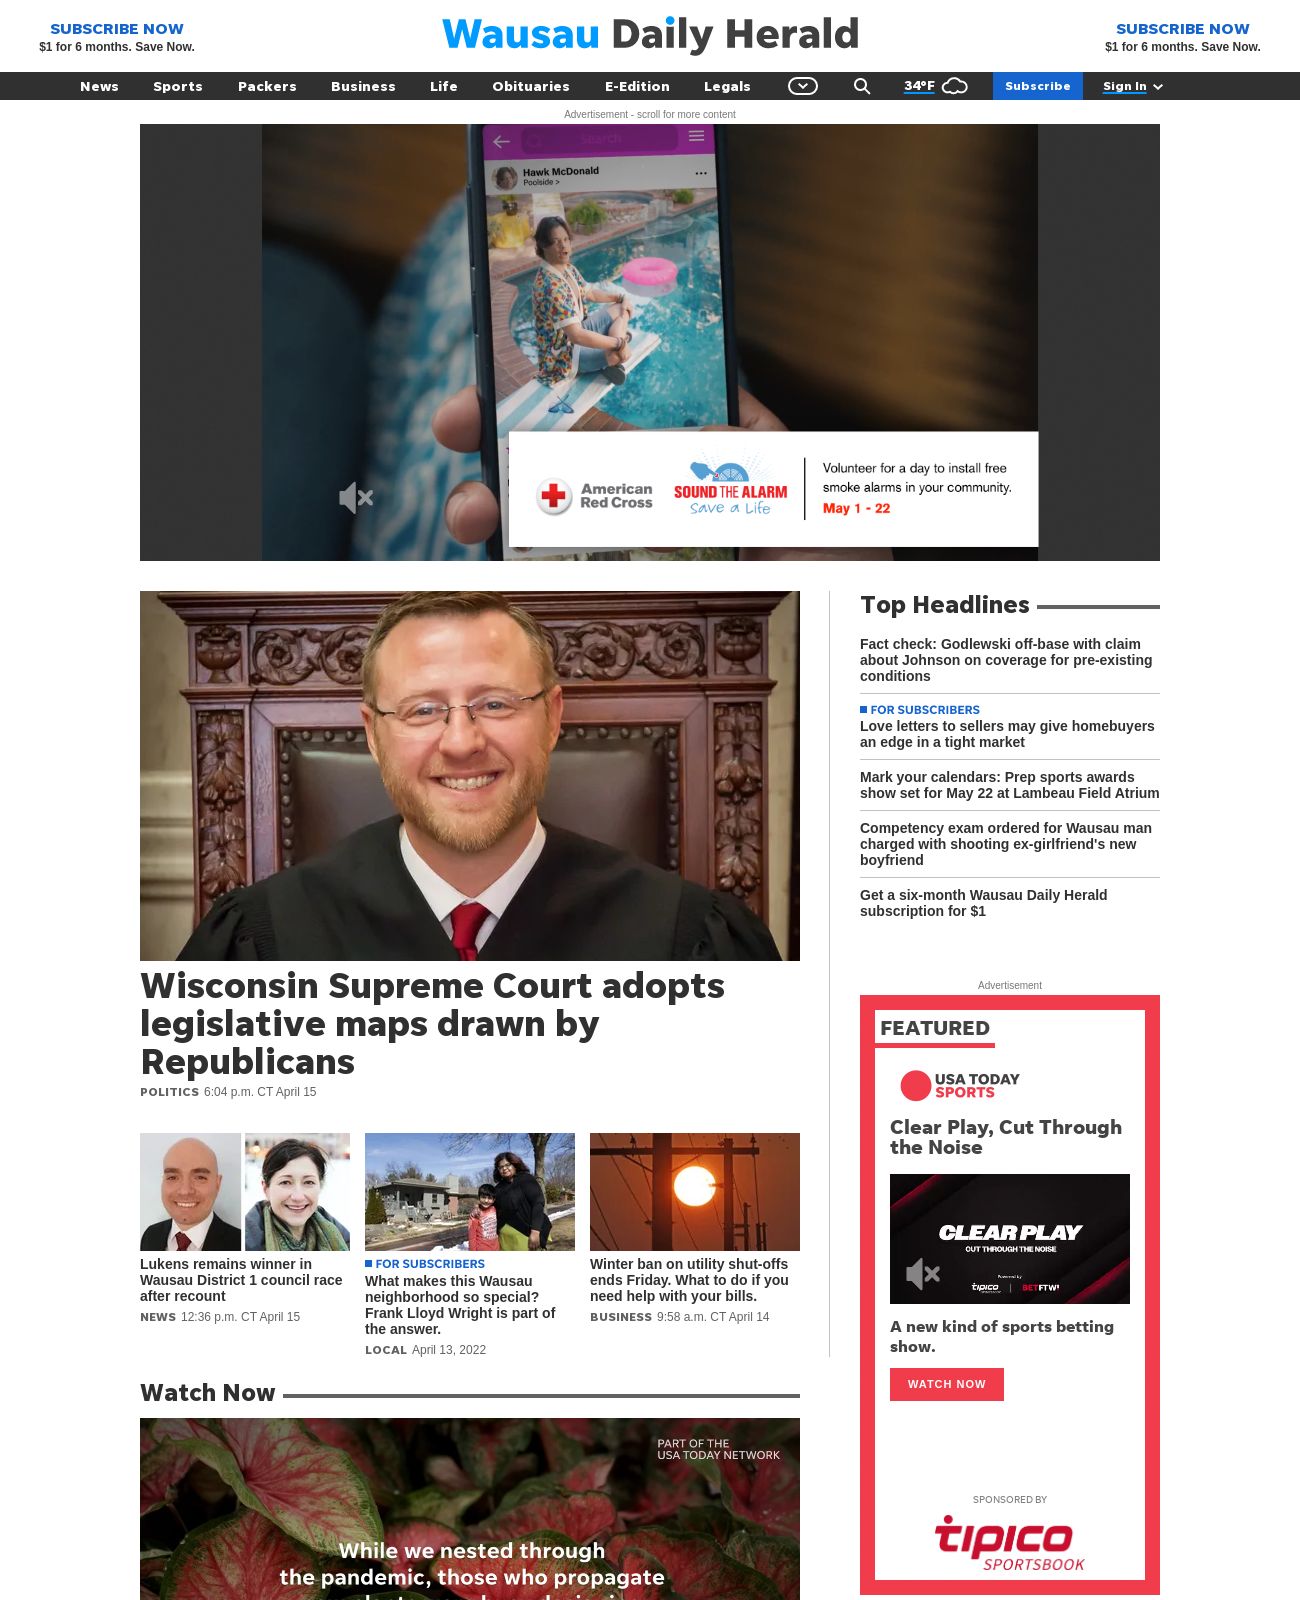 SUBSCRIBE NOW
$1 for 6 months. Save Now.
Wausau Daily Herald
SUBSCRIBE NOW
$1 for 6 months. Save Now.
News Sports Packers Business Life Obituaries E-Edition Legals 34°F Subscribe Sign In
Advertisement - scroll for more content
Search
Hawk McDonald
Poolside >
American
Red Cross
SOUND THE ALARM
Save a Life
Volunteer for a day to install free
smoke alarms in your community.
May 1 - 22
Wisconsin Supreme Court adopts
legislative maps drawn by
Republicans
POLITICS 6:04 p.m. CT April 15
Lukens remains winner in
Wausau District 1 council race
after recount
NEWS 12:36 p.m. CT April 15
FOR SUBSCRIBERS
What makes this Wausau
neighborhood so special?
Frank Lloyd Wright is part of
the answer.
LOCAL April 13, 2022
Winter ban on utility shut-offs
ends Friday. What to do if you
need help with your bills.
BUSINESS 9:58 a.m. CT April 14
Watch Now
PART OF THE
USA TODAY NETWORK
While we nested through
the pandemic, those who propagate
Top Headlines
Fact check: Godlewski off-base with claim
about Johnson on coverage for pre-existing
conditions
FOR SUBSCRIBERS
Love letters to sellers may give homebuyers
an edge in a tight market
Mark your calendars: Prep sports awards
show set for May 22 at Lambeau Field Atrium
Competency exam ordered for Wausau man
charged with shooting ex-girlfriend's new
boyfriend
Get a six-month Wausau Daily Herald
subscription for $1
Advertisement
FEATURED
USA TODAY
SPORTS
Clear Play, Cut Through
the Noise
CLEAR PLAY
CUT THROUGH THE NOISE
Powered by
tipico
BETFTW!
A new kind of sports betting
show.
WATCH NOW
SPONSORED BY
tipico
SPORTSBOOK